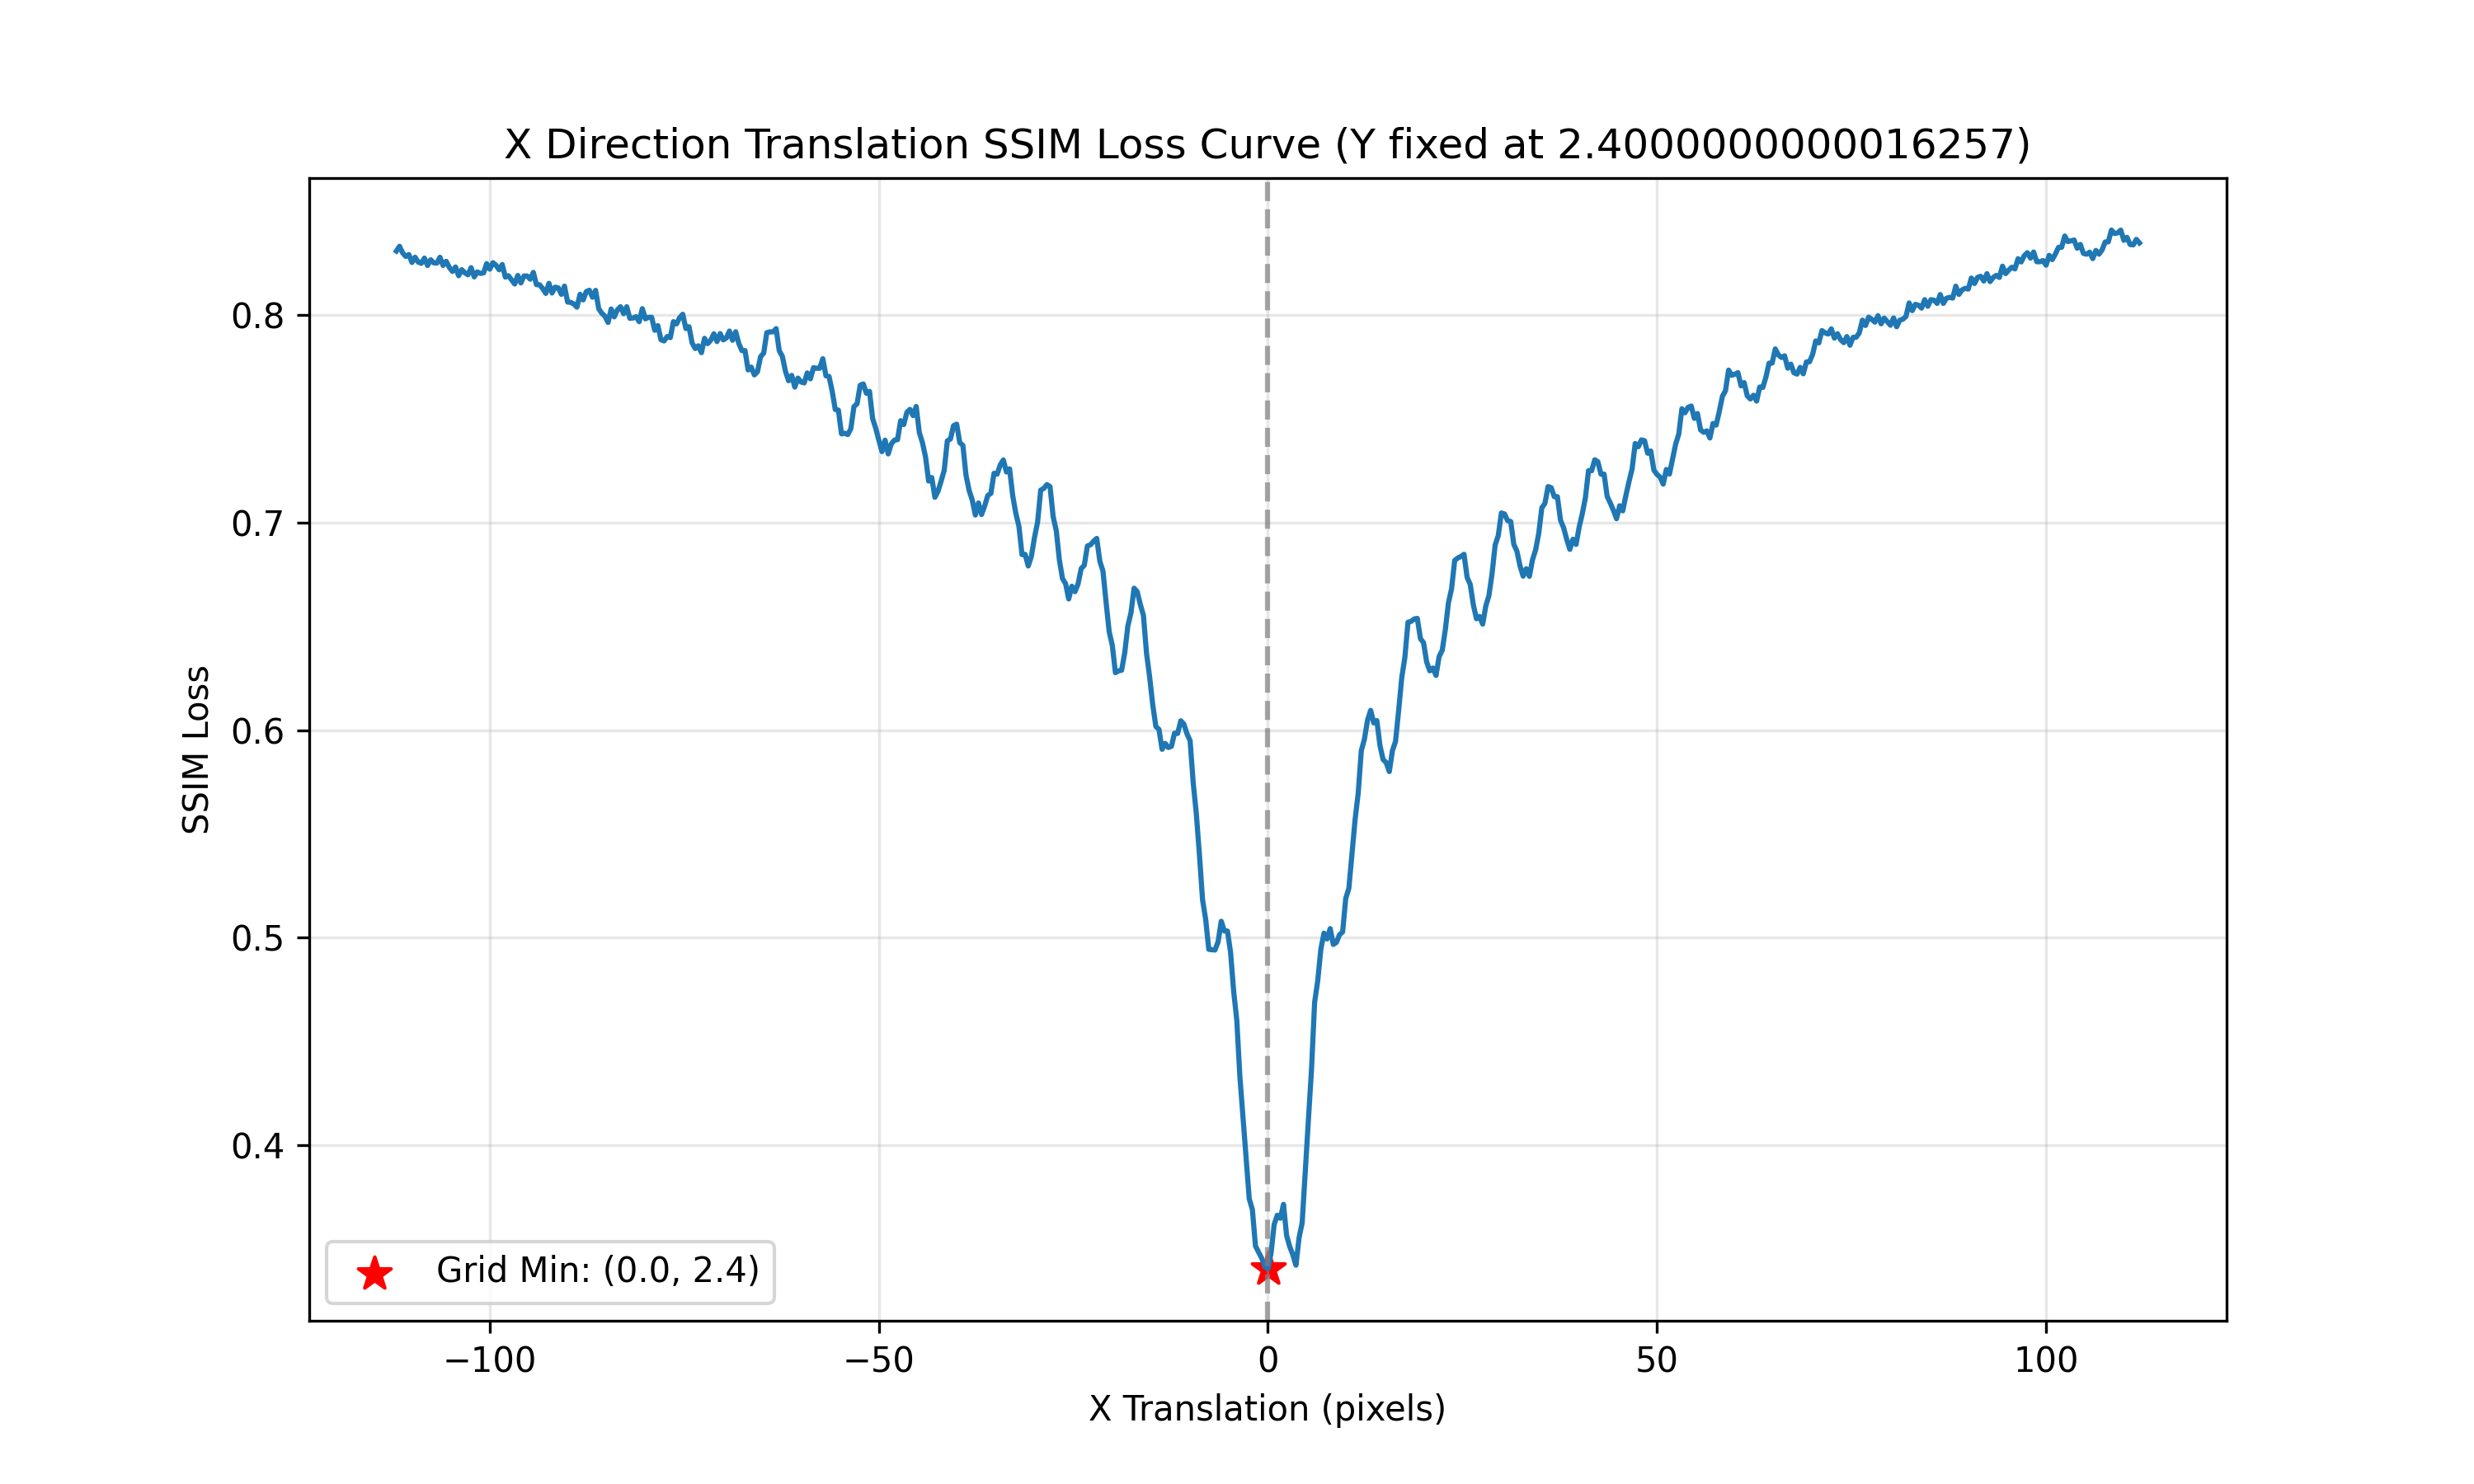 X Direction Translation SSIM Loss Curve (Y fixed at 2.4000000000016257)
SSIM Loss
0.8
0.7
0.6
0.5
0.4
Grid Min: (0.0, 2.4)
−100
−50
0
50
100
X Translation (pixels)